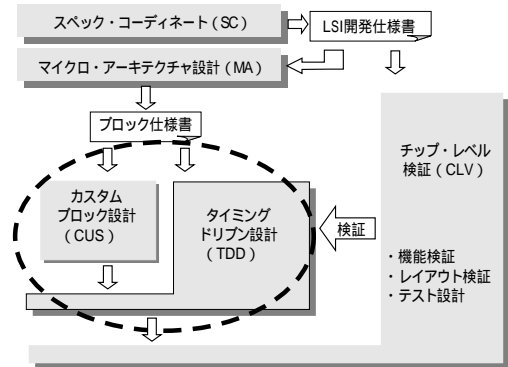 スペック・コーディネート(SC)
LSI開発仕様書
マイクロ・アーキテクチャ設計(MA)
ブロック仕様書
カスタム
ブロック設計
(CUS)
タイミング
ドリブン設計
(TDD)
検証
チップ・レベル
検証(CLV)
・機能検証
・レイアウト検証
・テスト設計